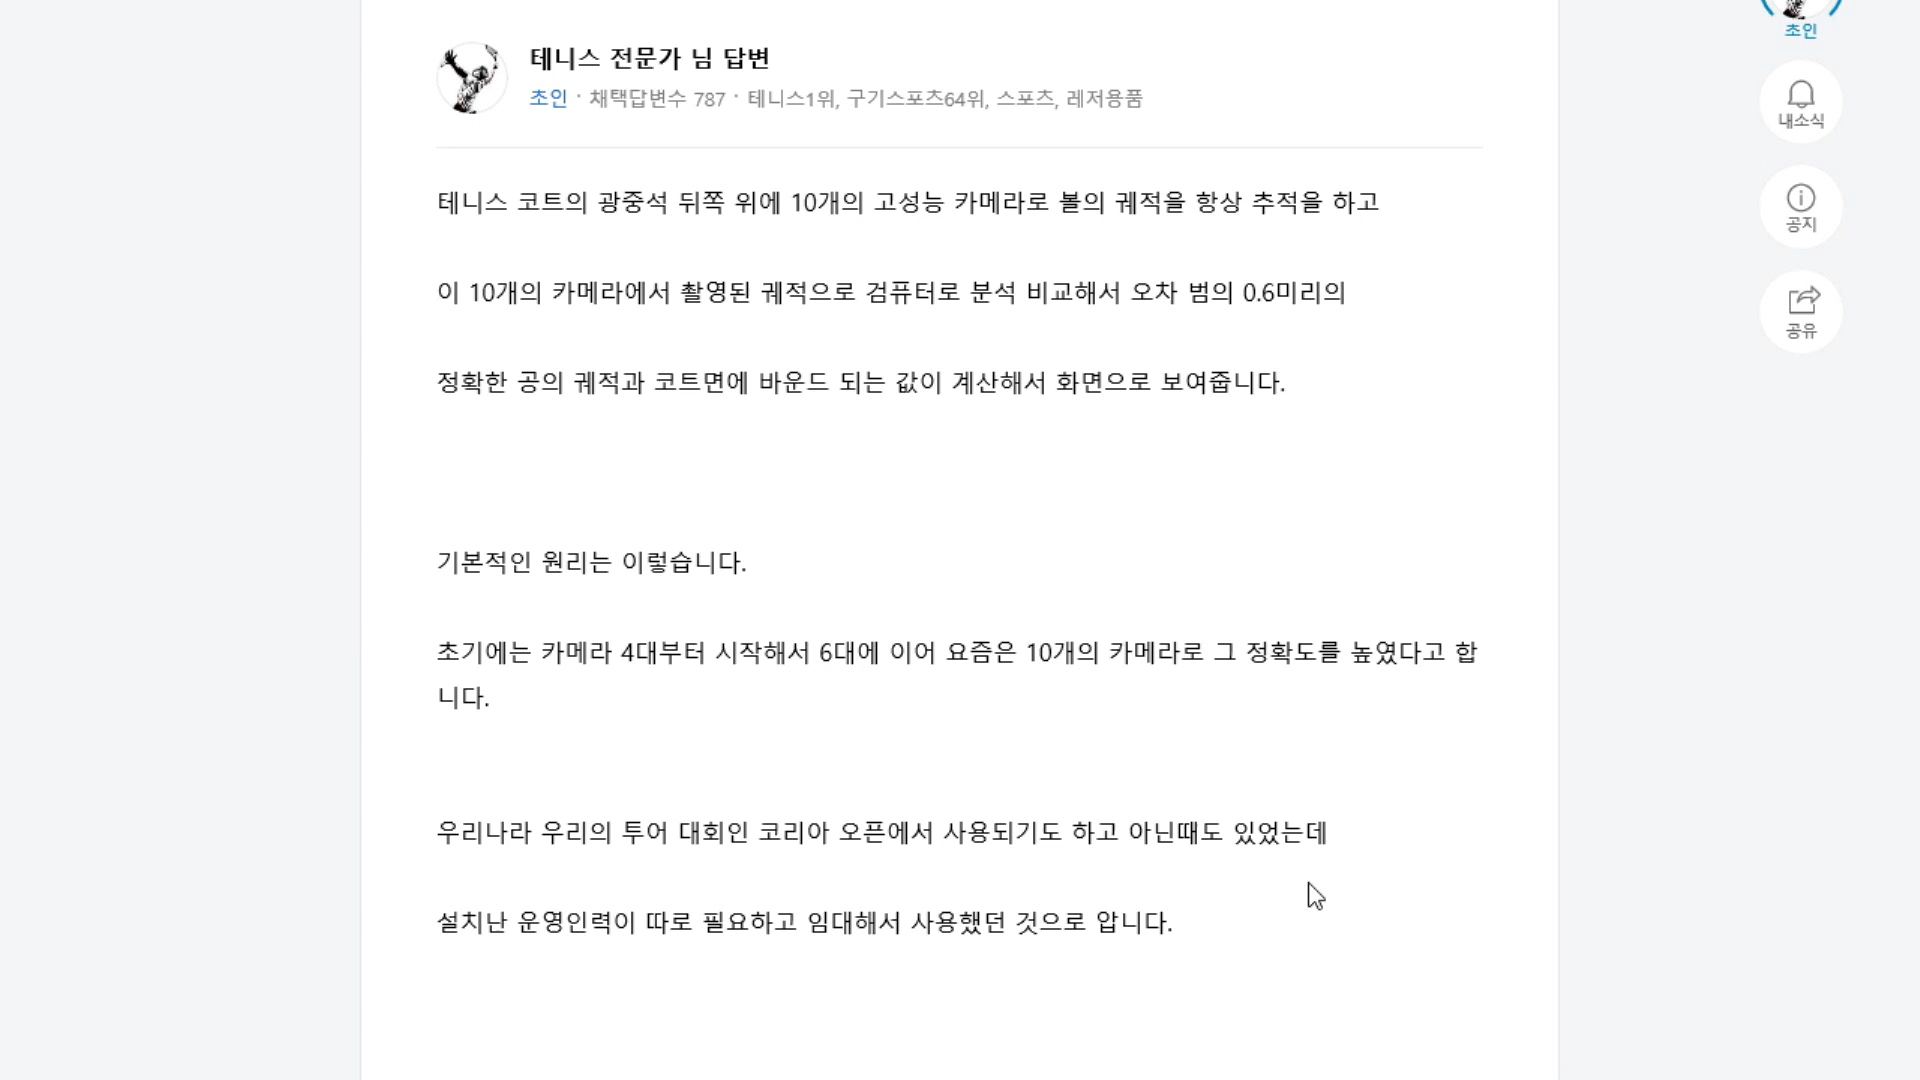 테니스 전문가 님 답변
초인 · 채택답변수 787 · 테니스1위, 구기스포츠64위, 스포츠, 레저용품
테니스 코트의 광중석 뒤쪽 위에 10개의 고성능 카메라로 볼의 궤적을 항상 추적을 하고
이 10개의 카메라에서 촬영된 궤적으로 검퓨터로 분석 비교해서 오차 범의 0.6미리의
정확한 공의 궤적과 코트면에 바운드 되는 값이 계산해서 화면으로 보여줍니다.
기본적인 원리는 이렇습니다.
초기에는 카메라 4대부터 시작해서 6대에 이어 요즘은 10개의 카메라로 그 정확도를 높였다고 합
니다.
우리나라 우리의 투어 대회인 코리아 오픈에서 사용되기도 하고 아닌때도 있었는데
설치난 운영인력이 따로 필요하고 임대해서 사용했던 것으로 압니다.
초인
내소식
공지
공유